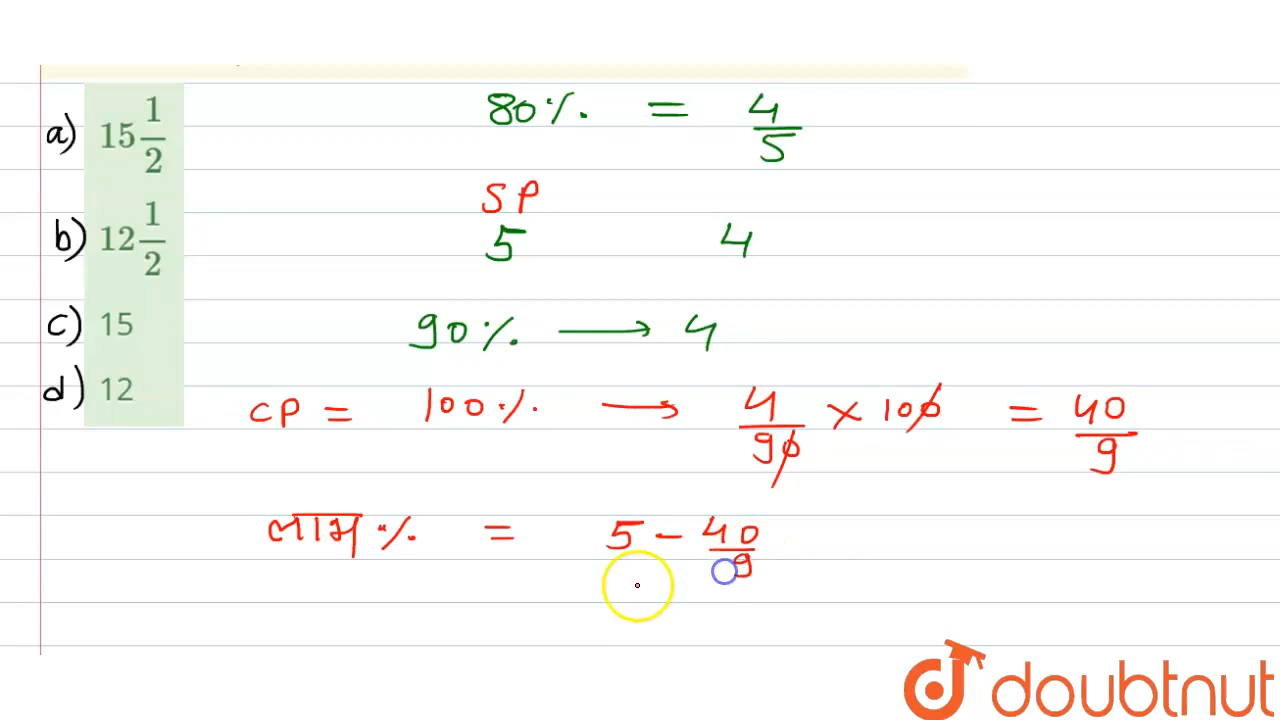 80% = 4/5
a) 15 1/2
SP
b) 12 1/2 5 4
c) 15 90% → 4
d) 12 CP = 100% → 4/90 × 100 = 40/9
लाभ % = 5 - 40/9
doubtnut